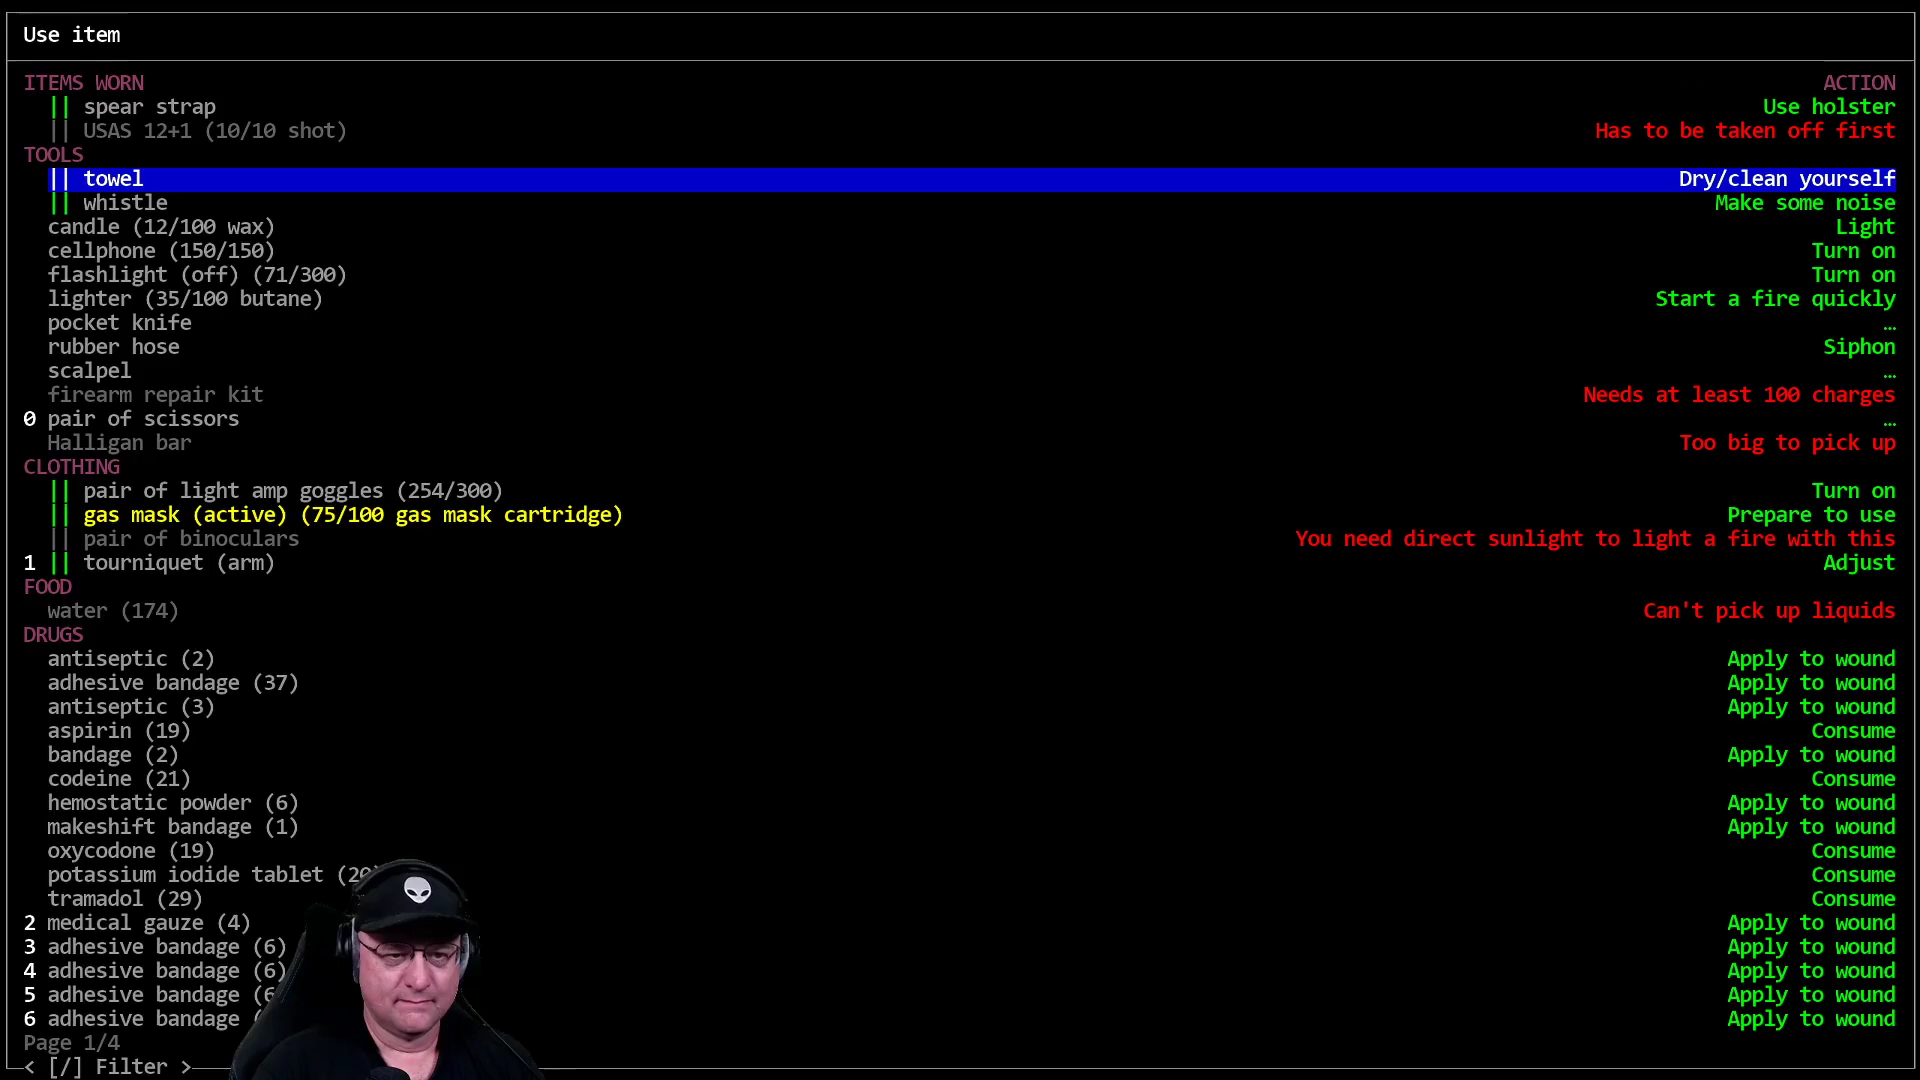 Use item
ITEMS WORN ACTION
|| spear strap Use holster
|| USAS 12+1 (10/10 shot) Has to be taken off first
TOOLS
|| towel Dry/clean yourself
|| whistle Make some noise
candle (12/100 wax) Light
cellphone (150/150) Turn on
flashlight (off) (71/300) Turn on
lighter (35/100 butane) Start a fire quickly
pocket knife …
rubber hose Siphon
scalpel …
firearm repair kit Needs at least 100 charges
0 pair of scissors …
Halligan bar Too big to pick up
CLOTHING
|| pair of light amp goggles (254/300) Turn on
|| gas mask (active) (75/100 gas mask cartridge) Prepare to use
|| pair of binoculars You need direct sunlight to light a fire with this
1 || tourniquet (arm) Adjust
FOOD
water (174) Can't pick up liquids
DRUGS
antiseptic (2) Apply to wound
adhesive bandage (37) Apply to wound
antiseptic (3) Apply to wound
aspirin (19) Consume
bandage (2) Apply to wound
codeine (21) Consume
hemostatic powder (6) Apply to wound
makeshift bandage (1) Apply to wound
oxycodone (19) Consume
potassium iodide tablet Consume
tramadol (29) Consume
2 medical gauze (4) Apply to wound
3 adhesive bandage (6) Apply to wound
4 adhesive bandage (6) Apply to wound
5 adhesive bandage Apply to wound
6 adhesive bandage Apply to wound
Page 1/4
< [/] Filter >